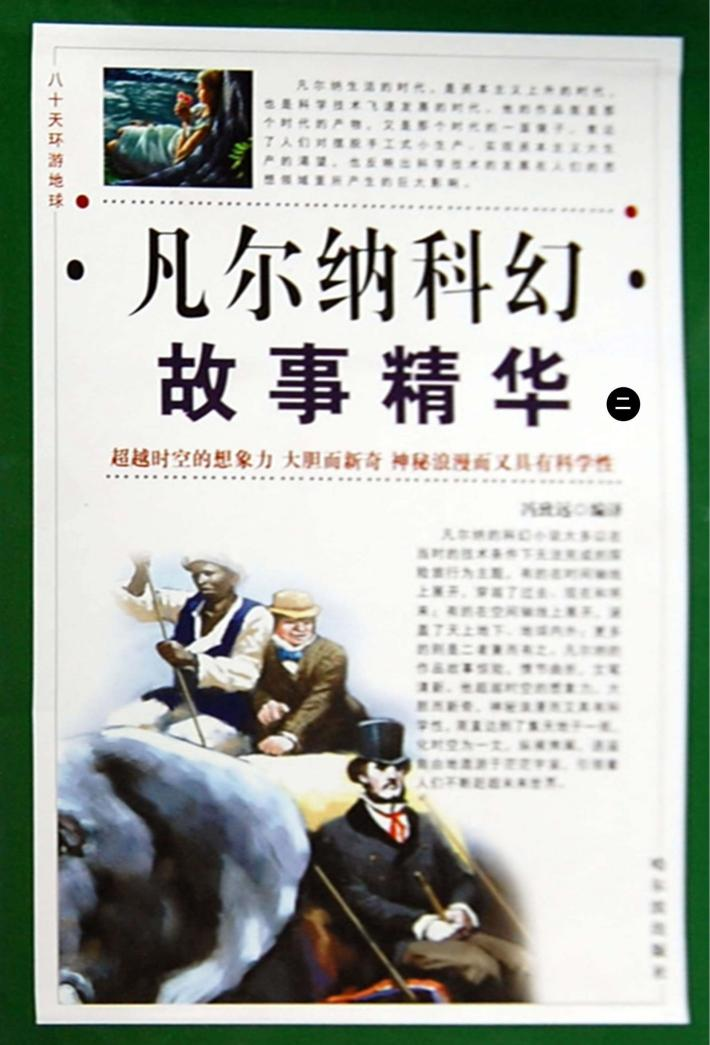 八十天环游地球
凡尔纳生活的时代，是资本主义上升的时代，
也是科学技术飞速发展的时代。他的作品既是那
个时代的产物，又是那个时代的一面镜子，表达
了人们对摆脱手工式小生产、实现资本主义大生
产的渴望，也反映出科学技术的发展在人们的思
想领域里所产生的巨大影响。
凡尔纳科幻
故事精华
二
超越时空的想象力 大胆而新奇 神秘浪漫而又具有科学性
编译
凡尔纳的科幻小说大多以在
当时的技术条件下无法完成的探
险旅行为主题，有的在时间轴线
上展开，穿越了过去、现在和将
来；有的在空间轴线上展开，涵
盖了天上地下、地球内外；更多
的则是二者兼而有之。凡尔纳的
作品故事惊险，情节曲折，文笔
清新。他超越时空的想象力，大
胆而新奇，神秘浪漫而又具有科
学性，简直达到了集天地于一瓶，
化时空为一文，纵阔捭阖，逍遥
自由地遨游于茫茫宇宙，引领着
人们不断超越未来世界。
哈尔滨出版社